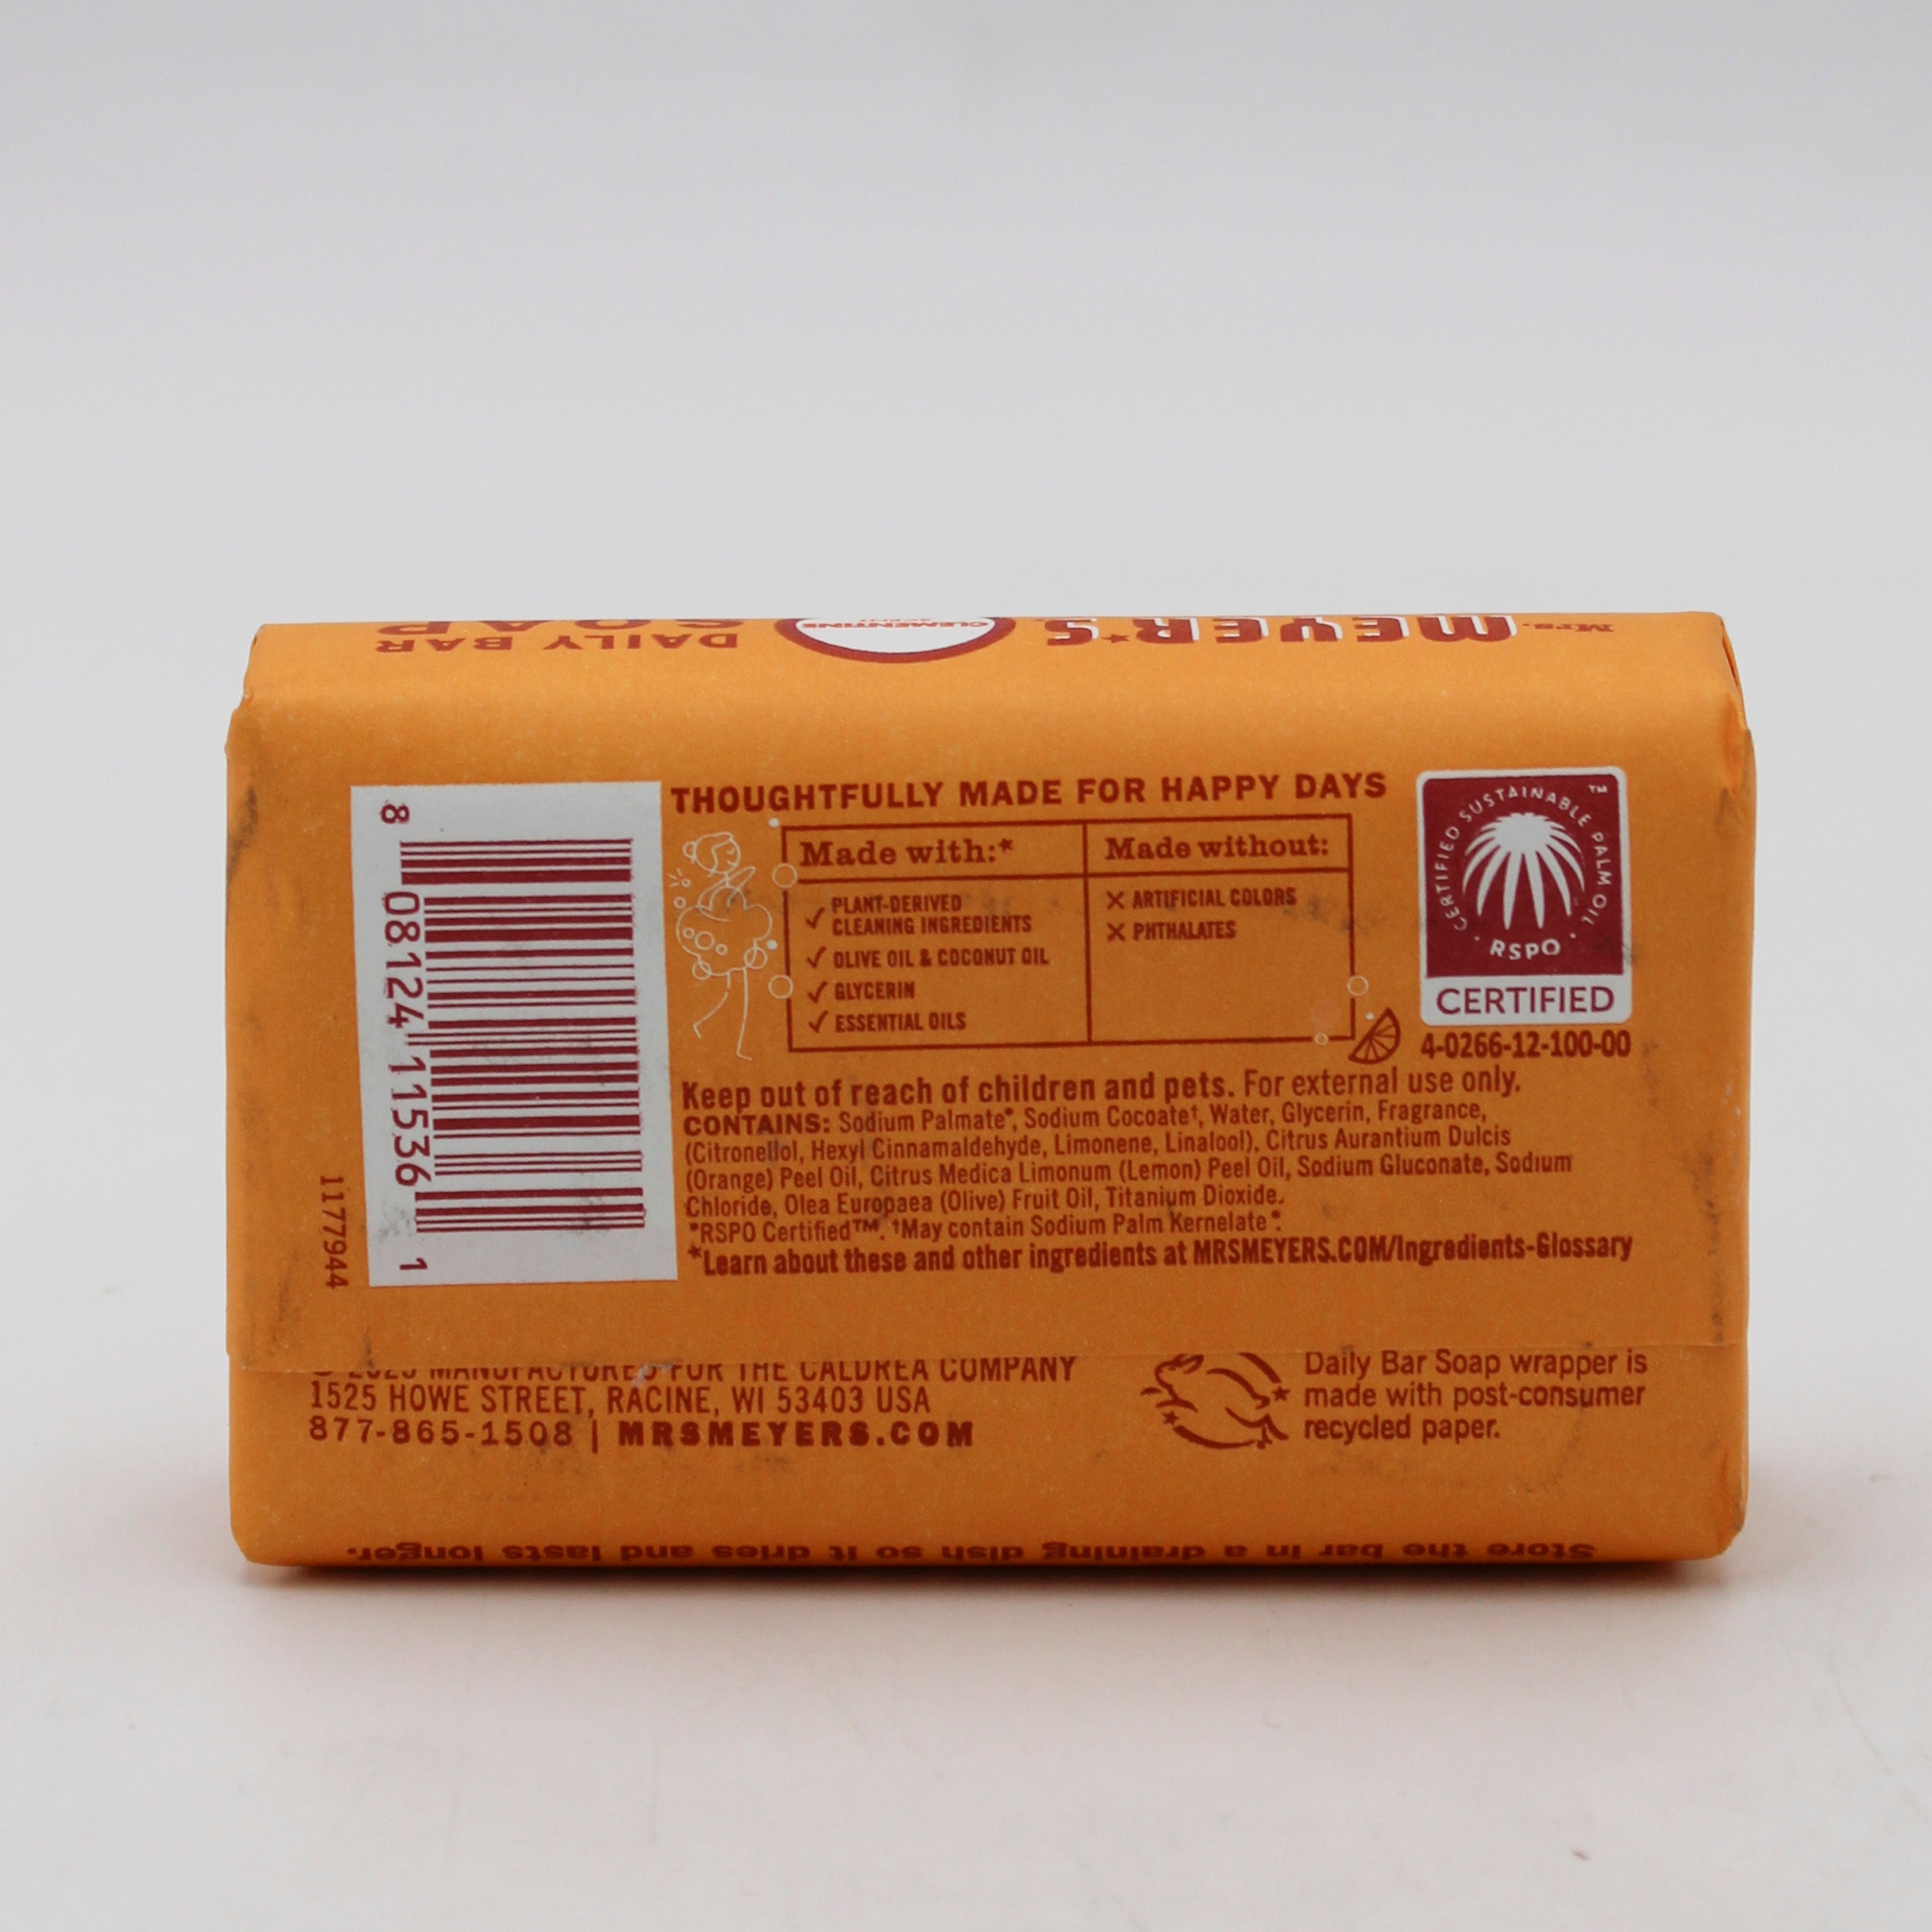 Mrs.
MEYER'S
CLEMENTINE
SCENT
DAILY BAR
SOAP
8 08124 11536 1
1177944
THOUGHTFULLY MADE FOR HAPPY DAYS
Made with:*
✓ PLANT-DERIVED
CLEANING INGREDIENTS
✓ OLIVE OIL & COCONUT OIL
✓ GLYCERIN
✓ ESSENTIAL OILS
Made without:
X ARTIFICIAL COLORS
X PHTHALATES
CERTIFIED SUSTAINABLE PALM OIL ™
· RSPO ·
CERTIFIED
4-0266-12-100-00
Keep out of reach of children and pets. For external use only.
CONTAINS: Sodium Palmate*, Sodium Cocoate†, Water, Glycerin, Fragrance,
(Citronellol, Hexyl Cinnamaldehyde, Limonene, Linalool), Citrus Aurantium Dulcis
(Orange) Peel Oil, Citrus Medica Limonum (Lemon) Peel Oil, Sodium Gluconate, Sodium
Chloride, Olea Europaea (Olive) Fruit Oil, Titanium Dioxide.
*RSPO Certified™. †May contain Sodium Palm Kernelate*.
*Learn about these and other ingredients at MRSMEYERS.COM/Ingredients-Glossary
MANUFACTURED FOR THE CALDREA COMPANY
1525 HOWE STREET, RACINE, WI 53403 USA
877-865-1508 | MRSMEYERS.COM
Daily Bar Soap wrapper is
made with post-consumer
recycled paper.
Store the bar in a draining dish so it dries and lasts longer.